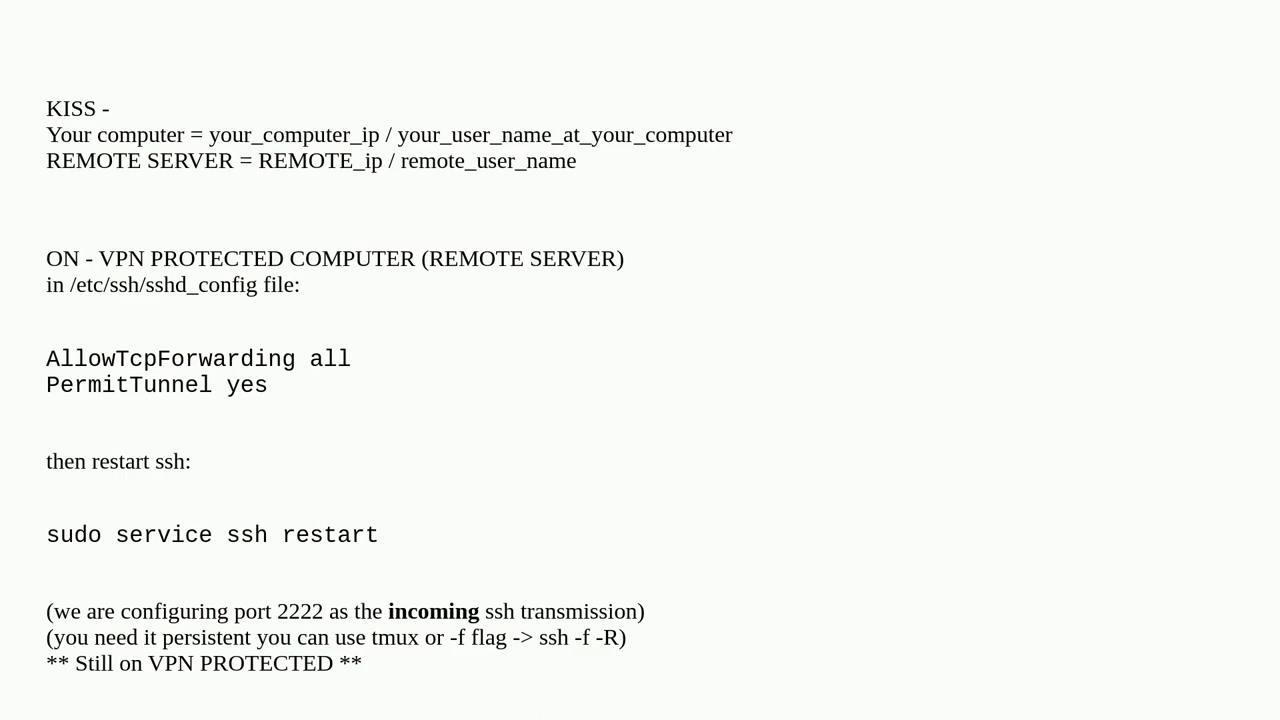 KISS -
Your computer = your_computer_ip / your_user_name_at_your_computer
REMOTE SERVER = REMOTE_ip / remote_user_name
ON - VPN PROTECTED COMPUTER (REMOTE SERVER)
in /etc/ssh/sshd_config file:
AllowTcpForwarding all
PermitTunnel yes
then restart ssh:
sudo service ssh restart
(we are configuring port 2222 as the incoming ssh transmission)
(you need it persistent you can use tmux or -f flag -> ssh -f -R)
** Still on VPN PROTECTED **